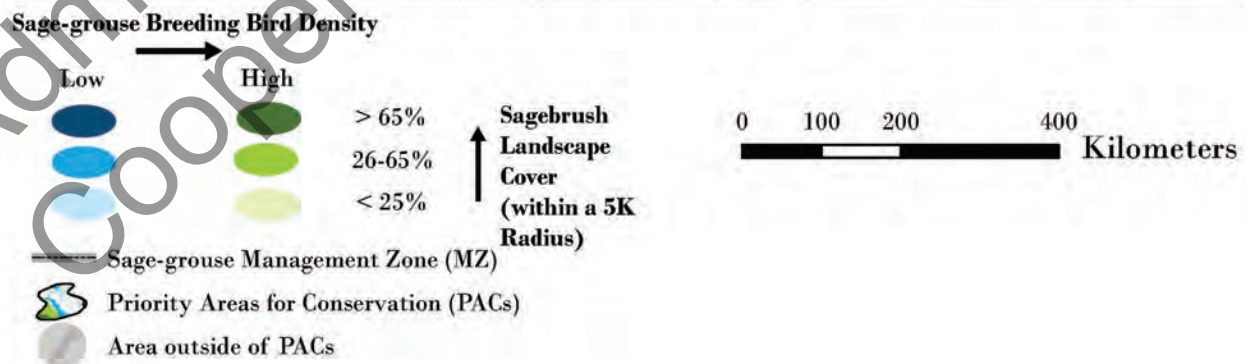 Sage-grouse Breeding Bird Density
Low High
> 65%
26-65%
< 25%
Sagebrush
Landscape
Cover
(within a 5K
Radius)
Sage-grouse Management Zone (MZ)
Priority Areas for Conservation (PACs)
Area outside of PACs
0 100 200 400
Kilometers